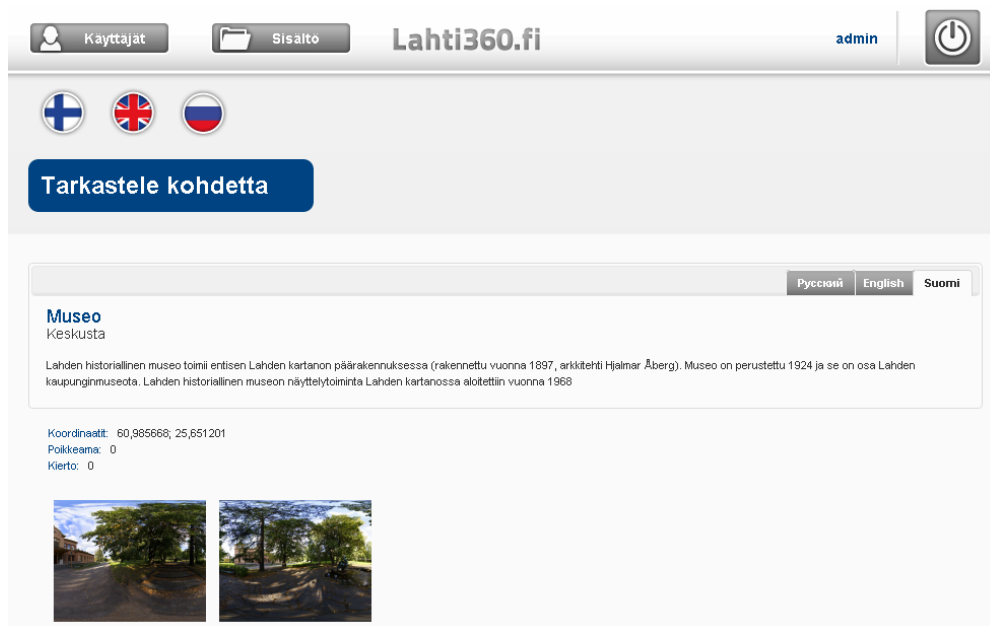 Käyttäjät Sisältö Lahti360.fi admin
Tarkastele kohdetta
Русский English Suomi
Museo
Keskusta
Lahden historiallinen museo toimii entisen Lahden kartanon päärakennuksessa (rakennettu vuonna 1897, arkkitehti Hjalmar Åberg). Museo on perustettu 1924 ja se on osa Lahden
kaupunginmuseota. Lahden historiallinen museon näyttelytoiminta Lahden kartanossa aloitettiin vuonna 1968
Koordinaatit: 60,985668; 25,651201
Poikkeama: 0
Kierto: 0